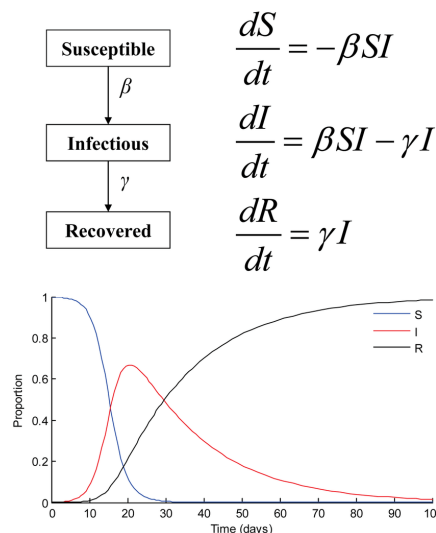 Susceptible
β
Infectious
γ
Recovered
dS/dt = −βSI
dI/dt = βSI − γI
dR/dt = γI
1
0.8
0.6
0.4
0.2
0
Proportion
S
I
R
0 10 20 30 40 50 60 70 80 90 100
Time (days)